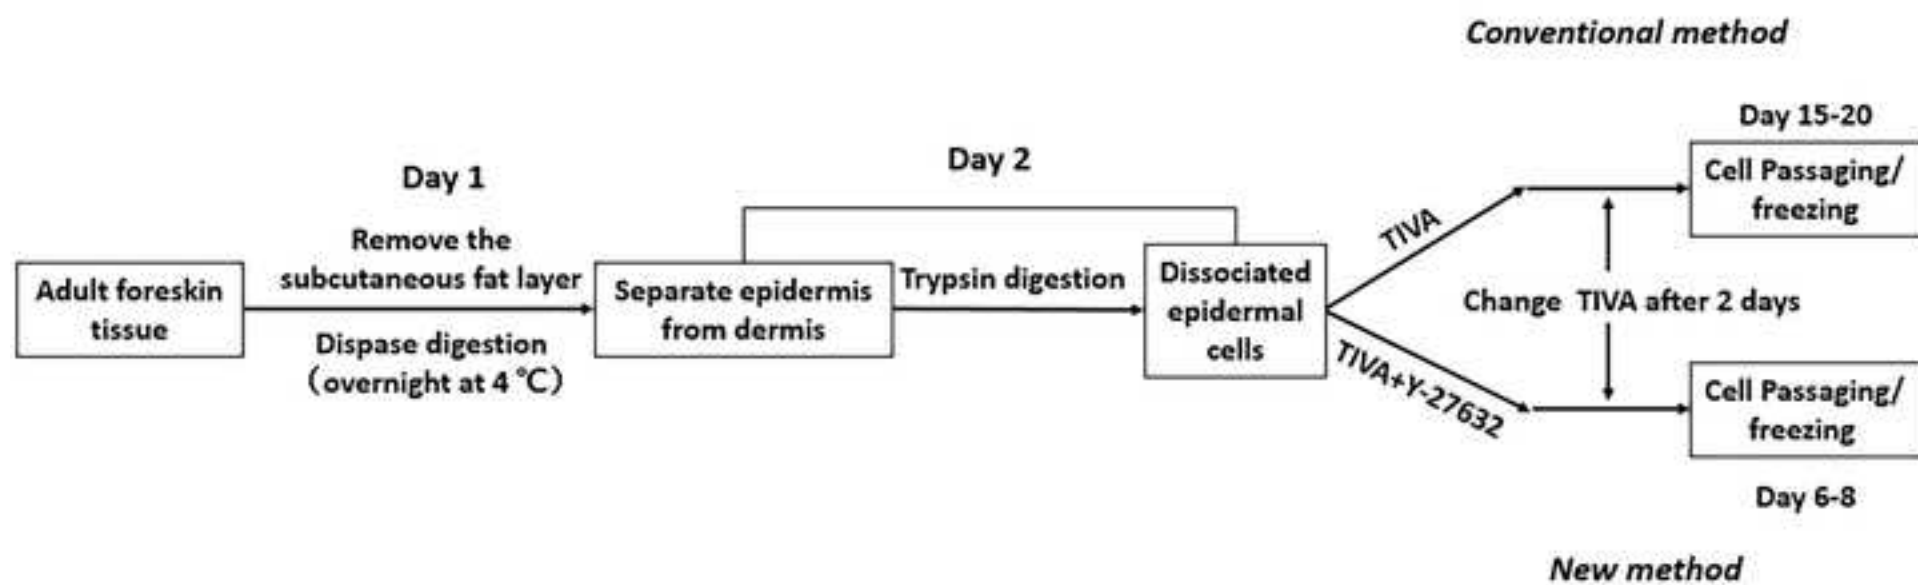 Conventional method
Day 15-20
Day 2
Day 1
Cell Passaging/
freezing
TIVA
Remove the
subcutaneous fat layer
Adult foreskin
tissue
Separate epidermis
from dermis
Trypsin digestion
Dissociated
epidermal
cells
Change TIVA after 2 days
Dispase digestion
(overnight at 4 °C)
TIVA+Y-27632
Cell Passaging/
freezing
Day 6-8
New method